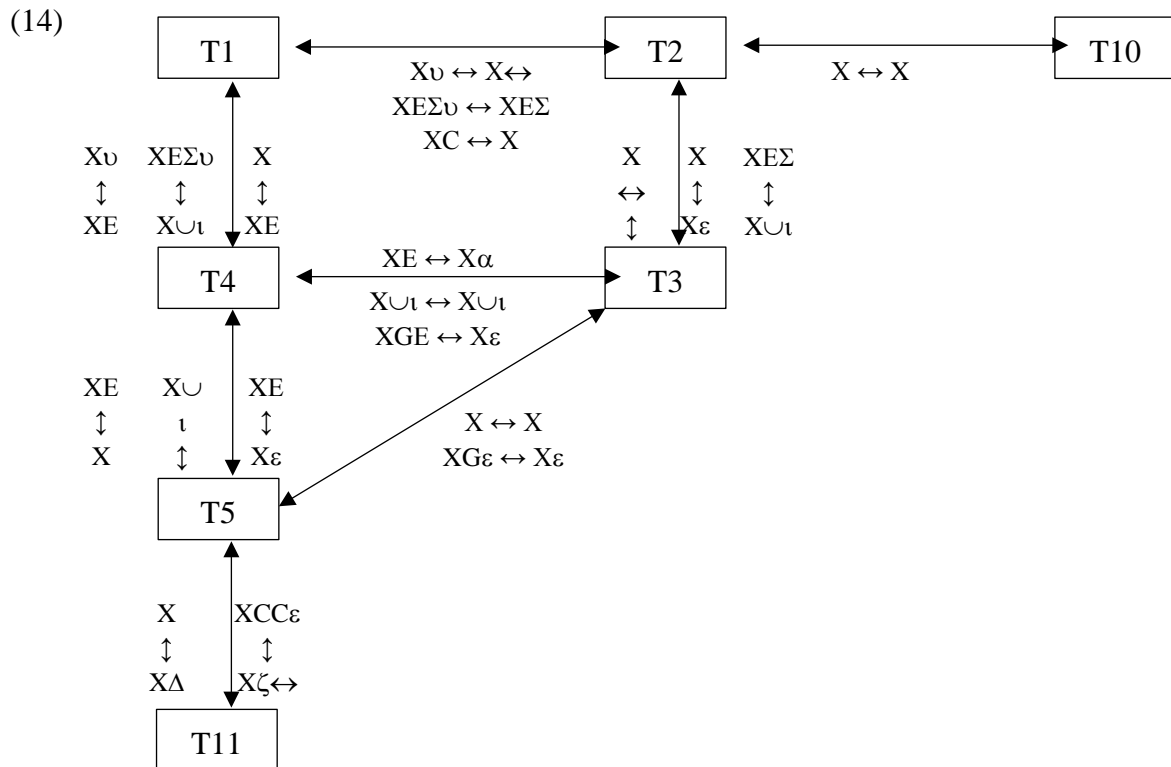 (14)
T1 T2 T10
Xυ ↔ X↔
XEΣυ ↔ XEΣ
XC ↔ X
X ↔ X
Xυ XEΣυ X
↕ ↕ ↕
XE X∪ι XE
X X XEΣ
↔ ↕ ↕
↕ Xε X∪ι
T4 T3
XE ↔ Xα
X∪ι ↔ X∪ι
XGE ↔ Xε
XE X∪ XE
↕ ι ↕
X ↕ Xε
X ↔ X
XGε ↔ Xε
T5
X XCCε
↕ ↕
XΔ Xζ↔
T11